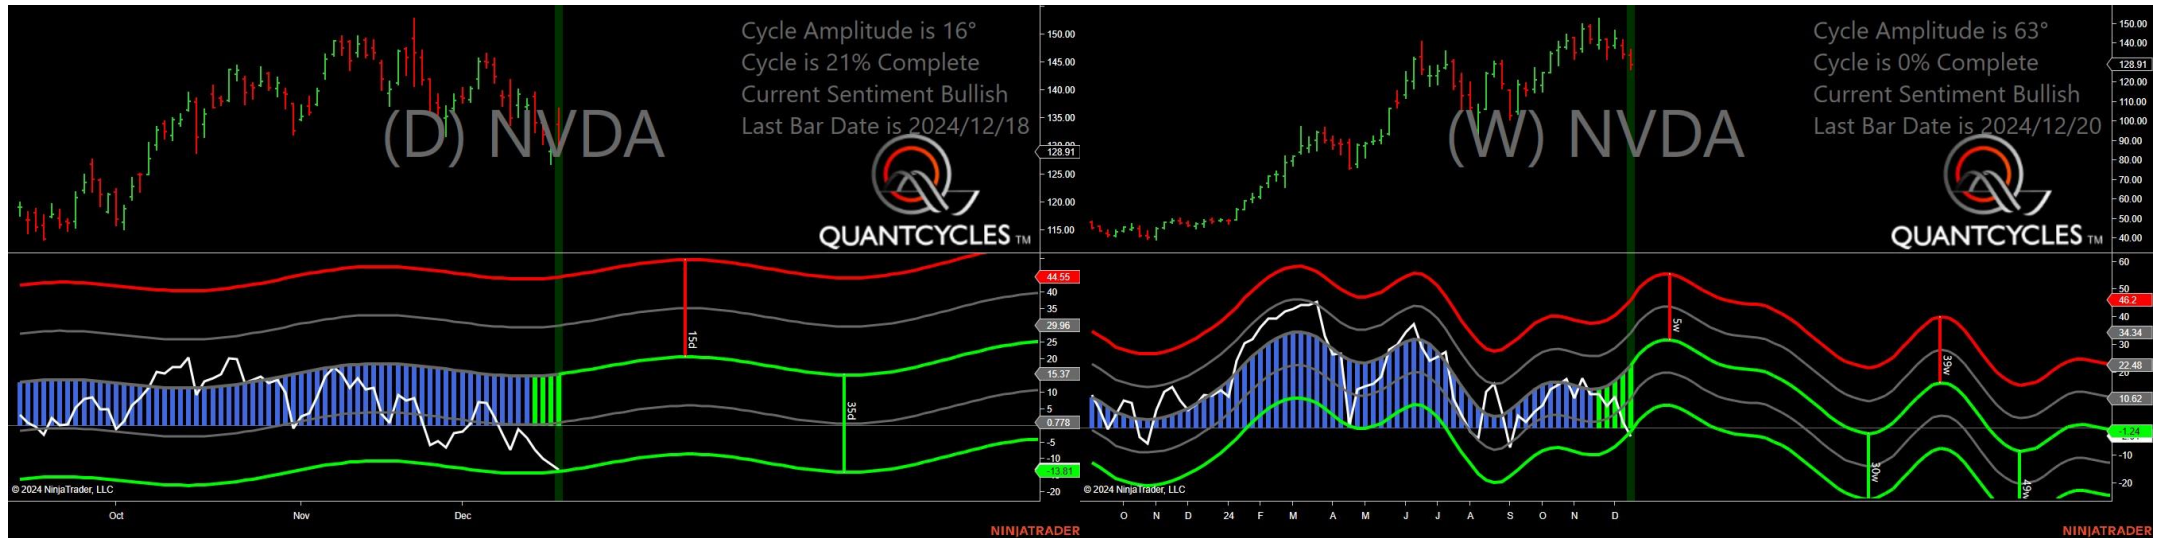 Cycle Amplitude is 16°
Cycle is 21% Complete
Current Sentiment Bullish
Last Bar Date is 2024/12/18
(D) NVDA
QUANTCYCLES TM
150.00
145.00
140.00
135.00
128.91
125.00
120.00
115.00
44.55
40
35
29.96
25
20
15.37
10
5
0.778
-5
-10
-13.81
-20
15d
35d
© 2024 NinjaTrader, LLC
Oct
Nov
Dec
NINJATRADER
Cycle Amplitude is 63°
Cycle is 0% Complete
Current Sentiment Bullish
Last Bar Date is 2024/12/20
(W) NVDA
QUANTCYCLES TM
150.00
140.00
128.91
120.00
110.00
100.00
90.00
80.00
70.00
60.00
50.00
40.00
60
50
46.2
40
34.34
30
22.48
20
10.62
-1.24
-10
-20
5w
39w
30w
49w
© 2024 NinjaTrader, LLC
O N D 24 F M A M J J A S O N D
NINJATRADER